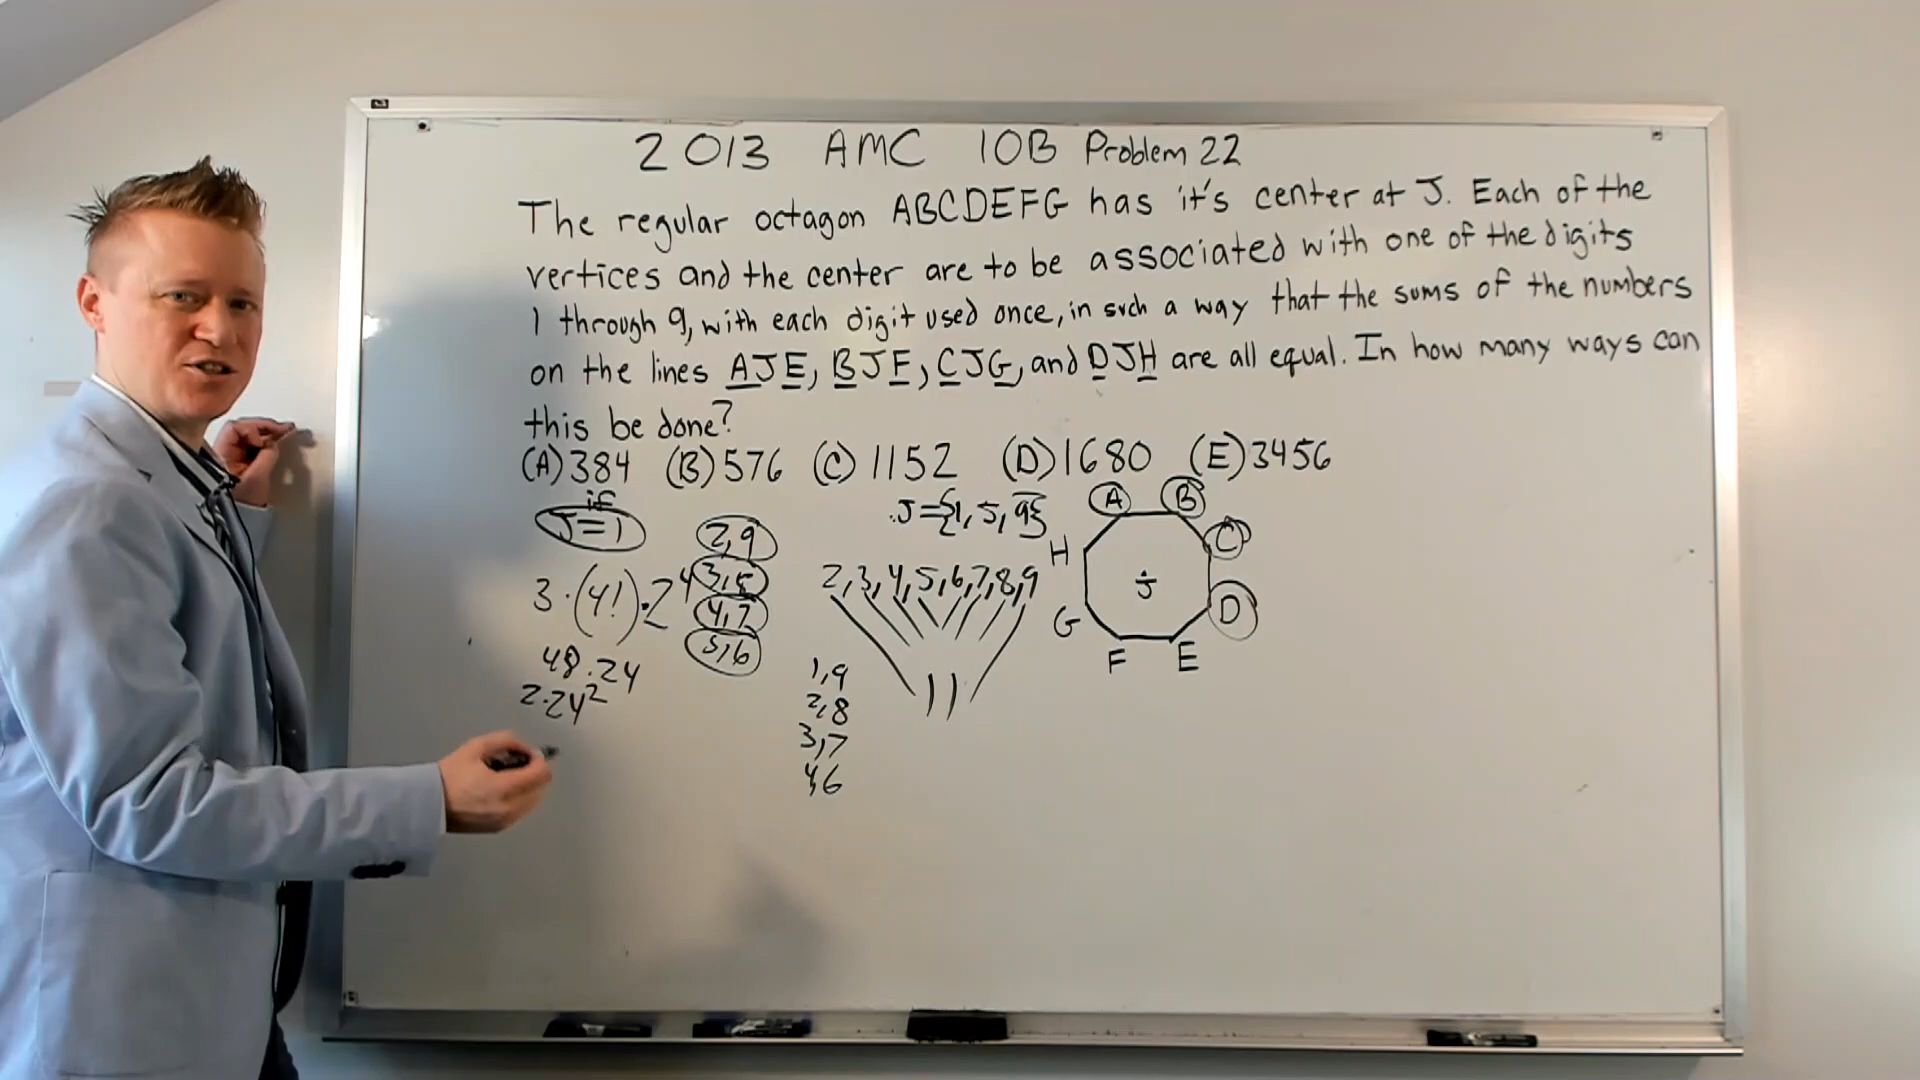 2013 AMC 10B Problem 22
The regular octagon ABCDEFG has it's center at J. Each of the
vertices and the center are to be associated with one of the digits
1 through 9, with each digit used once, in such a way that the sums of the numbers
on the lines AJE, BJF, CJG, and DJH are all equal. In how many ways can
this be done?
(A) 384 (B) 576 (C) 1152 (D) 1680 (E) 3456
if
J=1
2,9
3,8
4,7
5,6
3·(4!)·2⁴
48·24
2·24²
J={1,5,9}
2,3,4,5,6,7,8,9
11
1,9
2,8
3,7
4,6
A B
H C
J
G D
F E